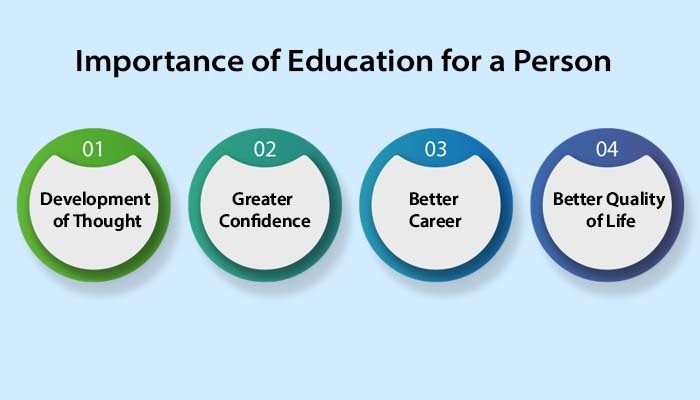 Importance of Education for a Person
01
Development
of Thought
02
Greater
Confidence
03
Better
Career
04
Better Quality
of Life